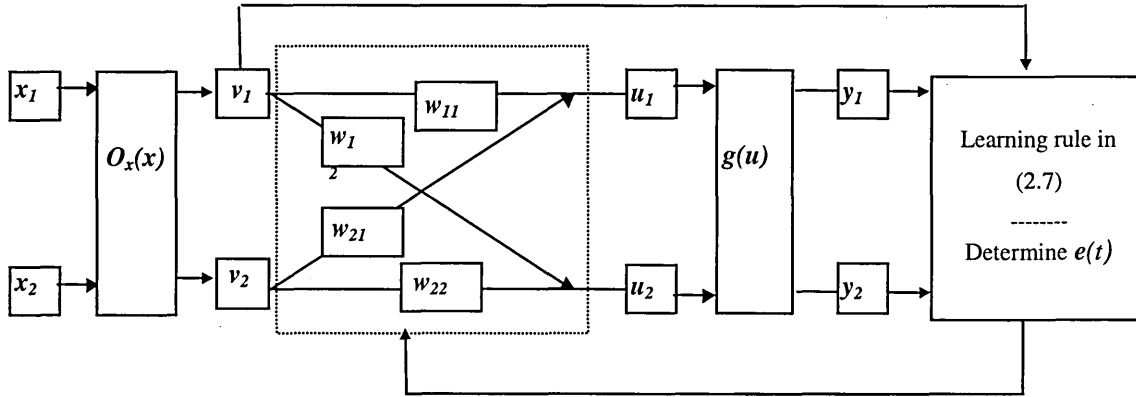 x1
Ox(x)
v1
w11
w1
2
w21
w22
x2
v2
u1
u2
g(u)
y1
y2
Learning rule in
(2.7)
--------
Determine e(t)